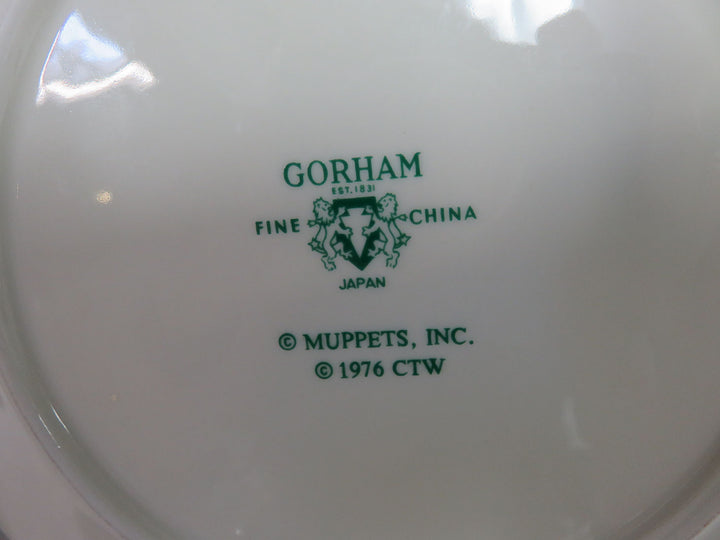 GORHAM
EST. 1831
FINE CHINA
JAPAN
© MUPPETS, INC.
© 1976 CTW